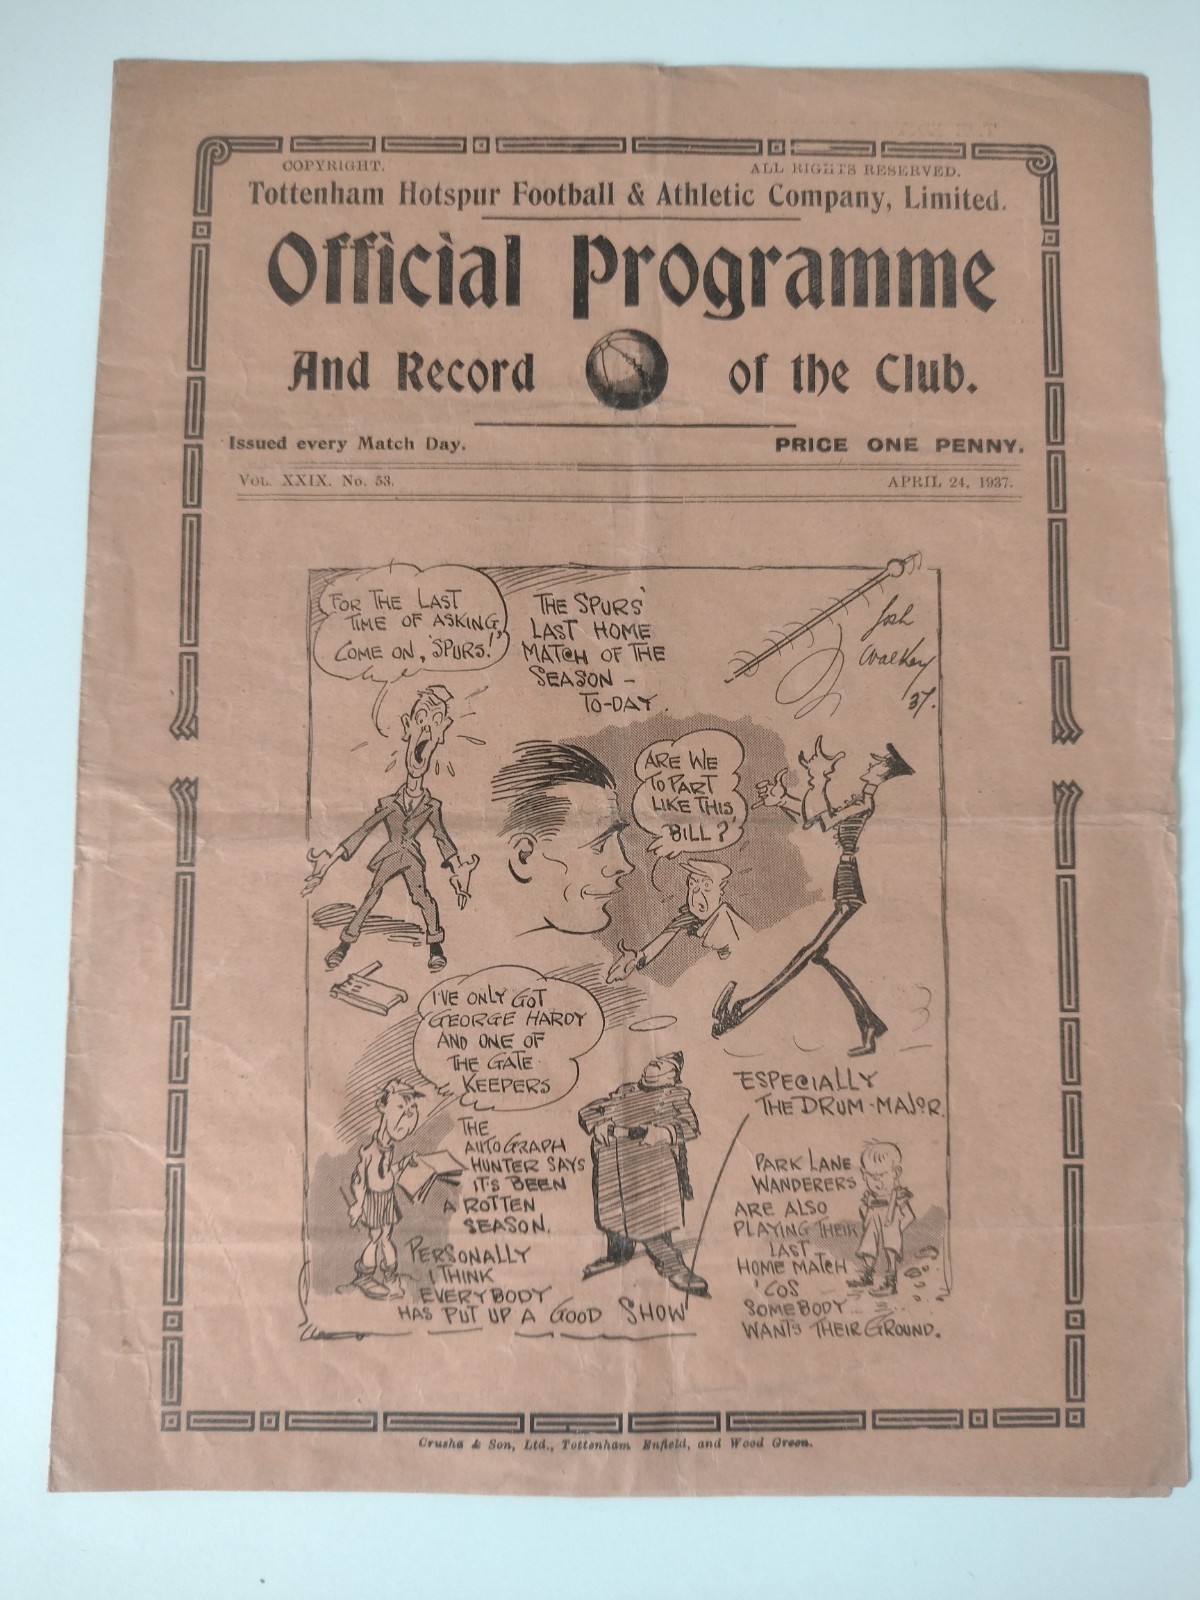 COPYRIGHT.
ALL RIGHTS RESERVED.
Tottenham Hotspur Football & Athletic Company, Limited.
Official Programme
And Record of the Club.
Issued every Match Day.
PRICE ONE PENNY.
VOL. XXIX. No. 53.
APRIL 24, 1937.
FOR THE LAST
TIME OF ASKING,
COME ON, 'SPURS!'
THE SPURS'
LAST HOME
MATCH OF THE
SEASON -
TO-DAY.
Josh
Walkey
37.
ARE WE
TO PART
LIKE THIS,
BILL?
I'VE ONLY GOT
GEORGE HARDY
AND ONE OF
THE GATE
KEEPERS
THE
AUTOGRAPH
HUNTER SAYS
IT'S BEEN
A ROTTEN
SEASON.
PERSONALLY
I THINK
EVERYBODY
HAS PUT UP A GOOD SHOW
ESPECIALLY
THE DRUM-MAJOR.
PARK LANE
WANDERERS
ARE ALSO
PLAYING THEIR
LAST
HOME MATCH
'COS
SOMEBODY
WANTS THEIR GROUND.
Crusha & Son, Ltd., Tottenham Enfield, and Wood Green.